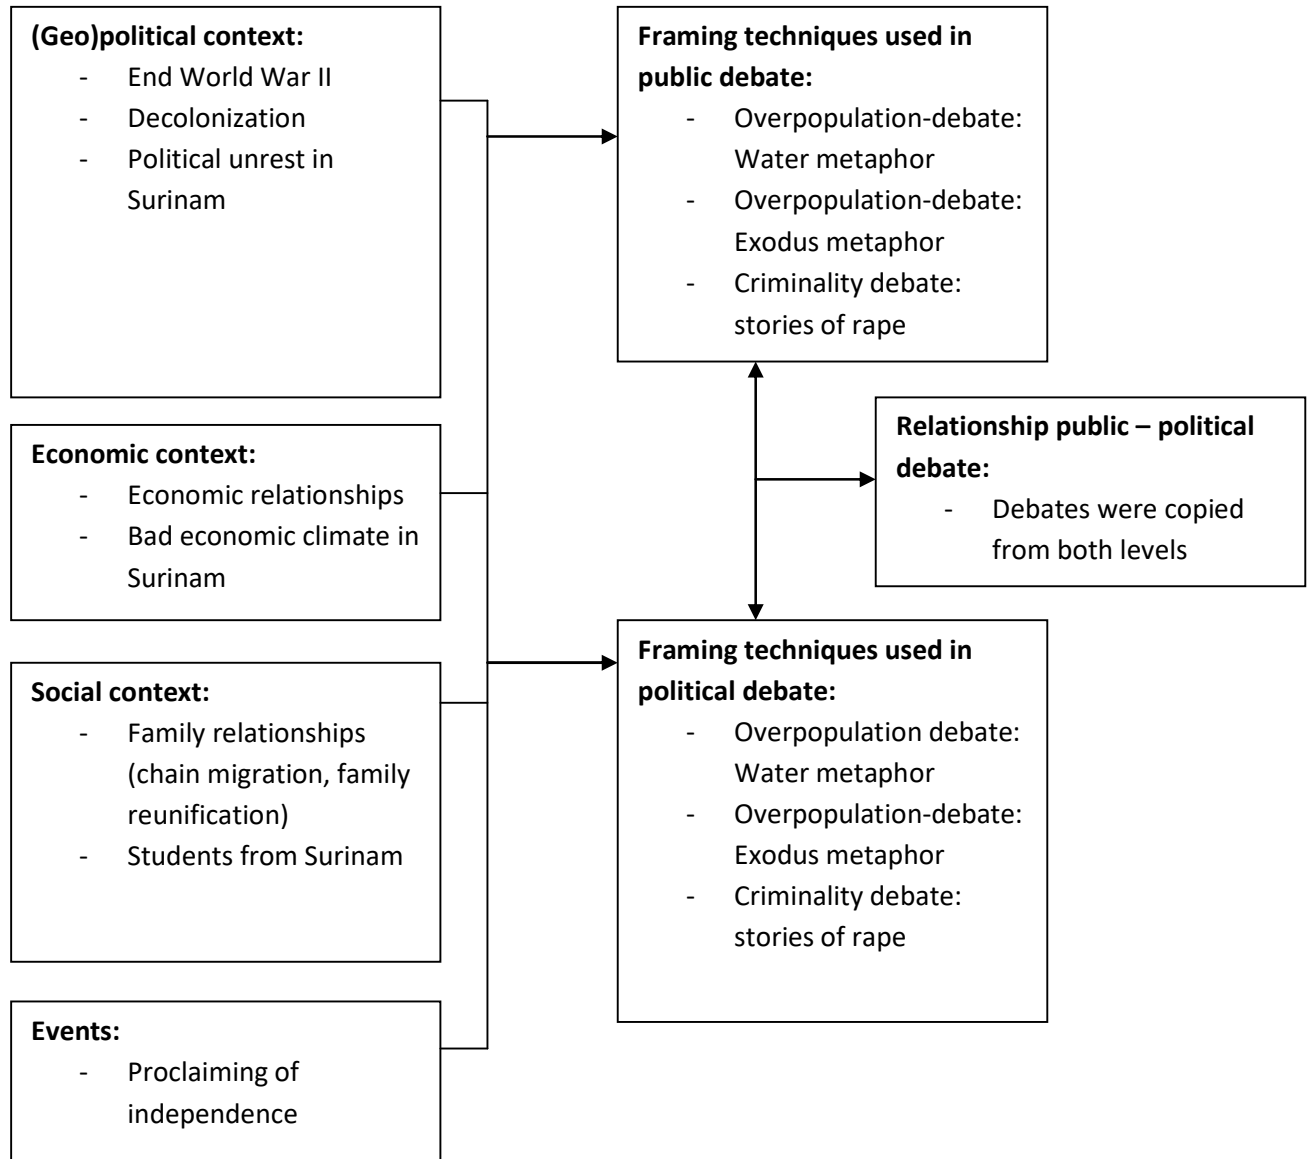 (Geo)political context:
- End World War II
- Decolonization
- Political unrest in
Surinam
Economic context:
- Economic relationships
- Bad economic climate in
Surinam
Social context:
- Family relationships
(chain migration, family
reunification)
- Students from Surinam
Events:
- Proclaiming of
independence
Framing techniques used in
public debate:
- Overpopulation-debate:
Water metaphor
- Overpopulation-debate:
Exodus metaphor
- Criminality debate:
stories of rape
Relationship public – political
debate:
- Debates were copied
from both levels
Framing techniques used in
political debate:
- Overpopulation debate:
Water metaphor
- Overpopulation-debate:
Exodus metaphor
- Criminality debate:
stories of rape